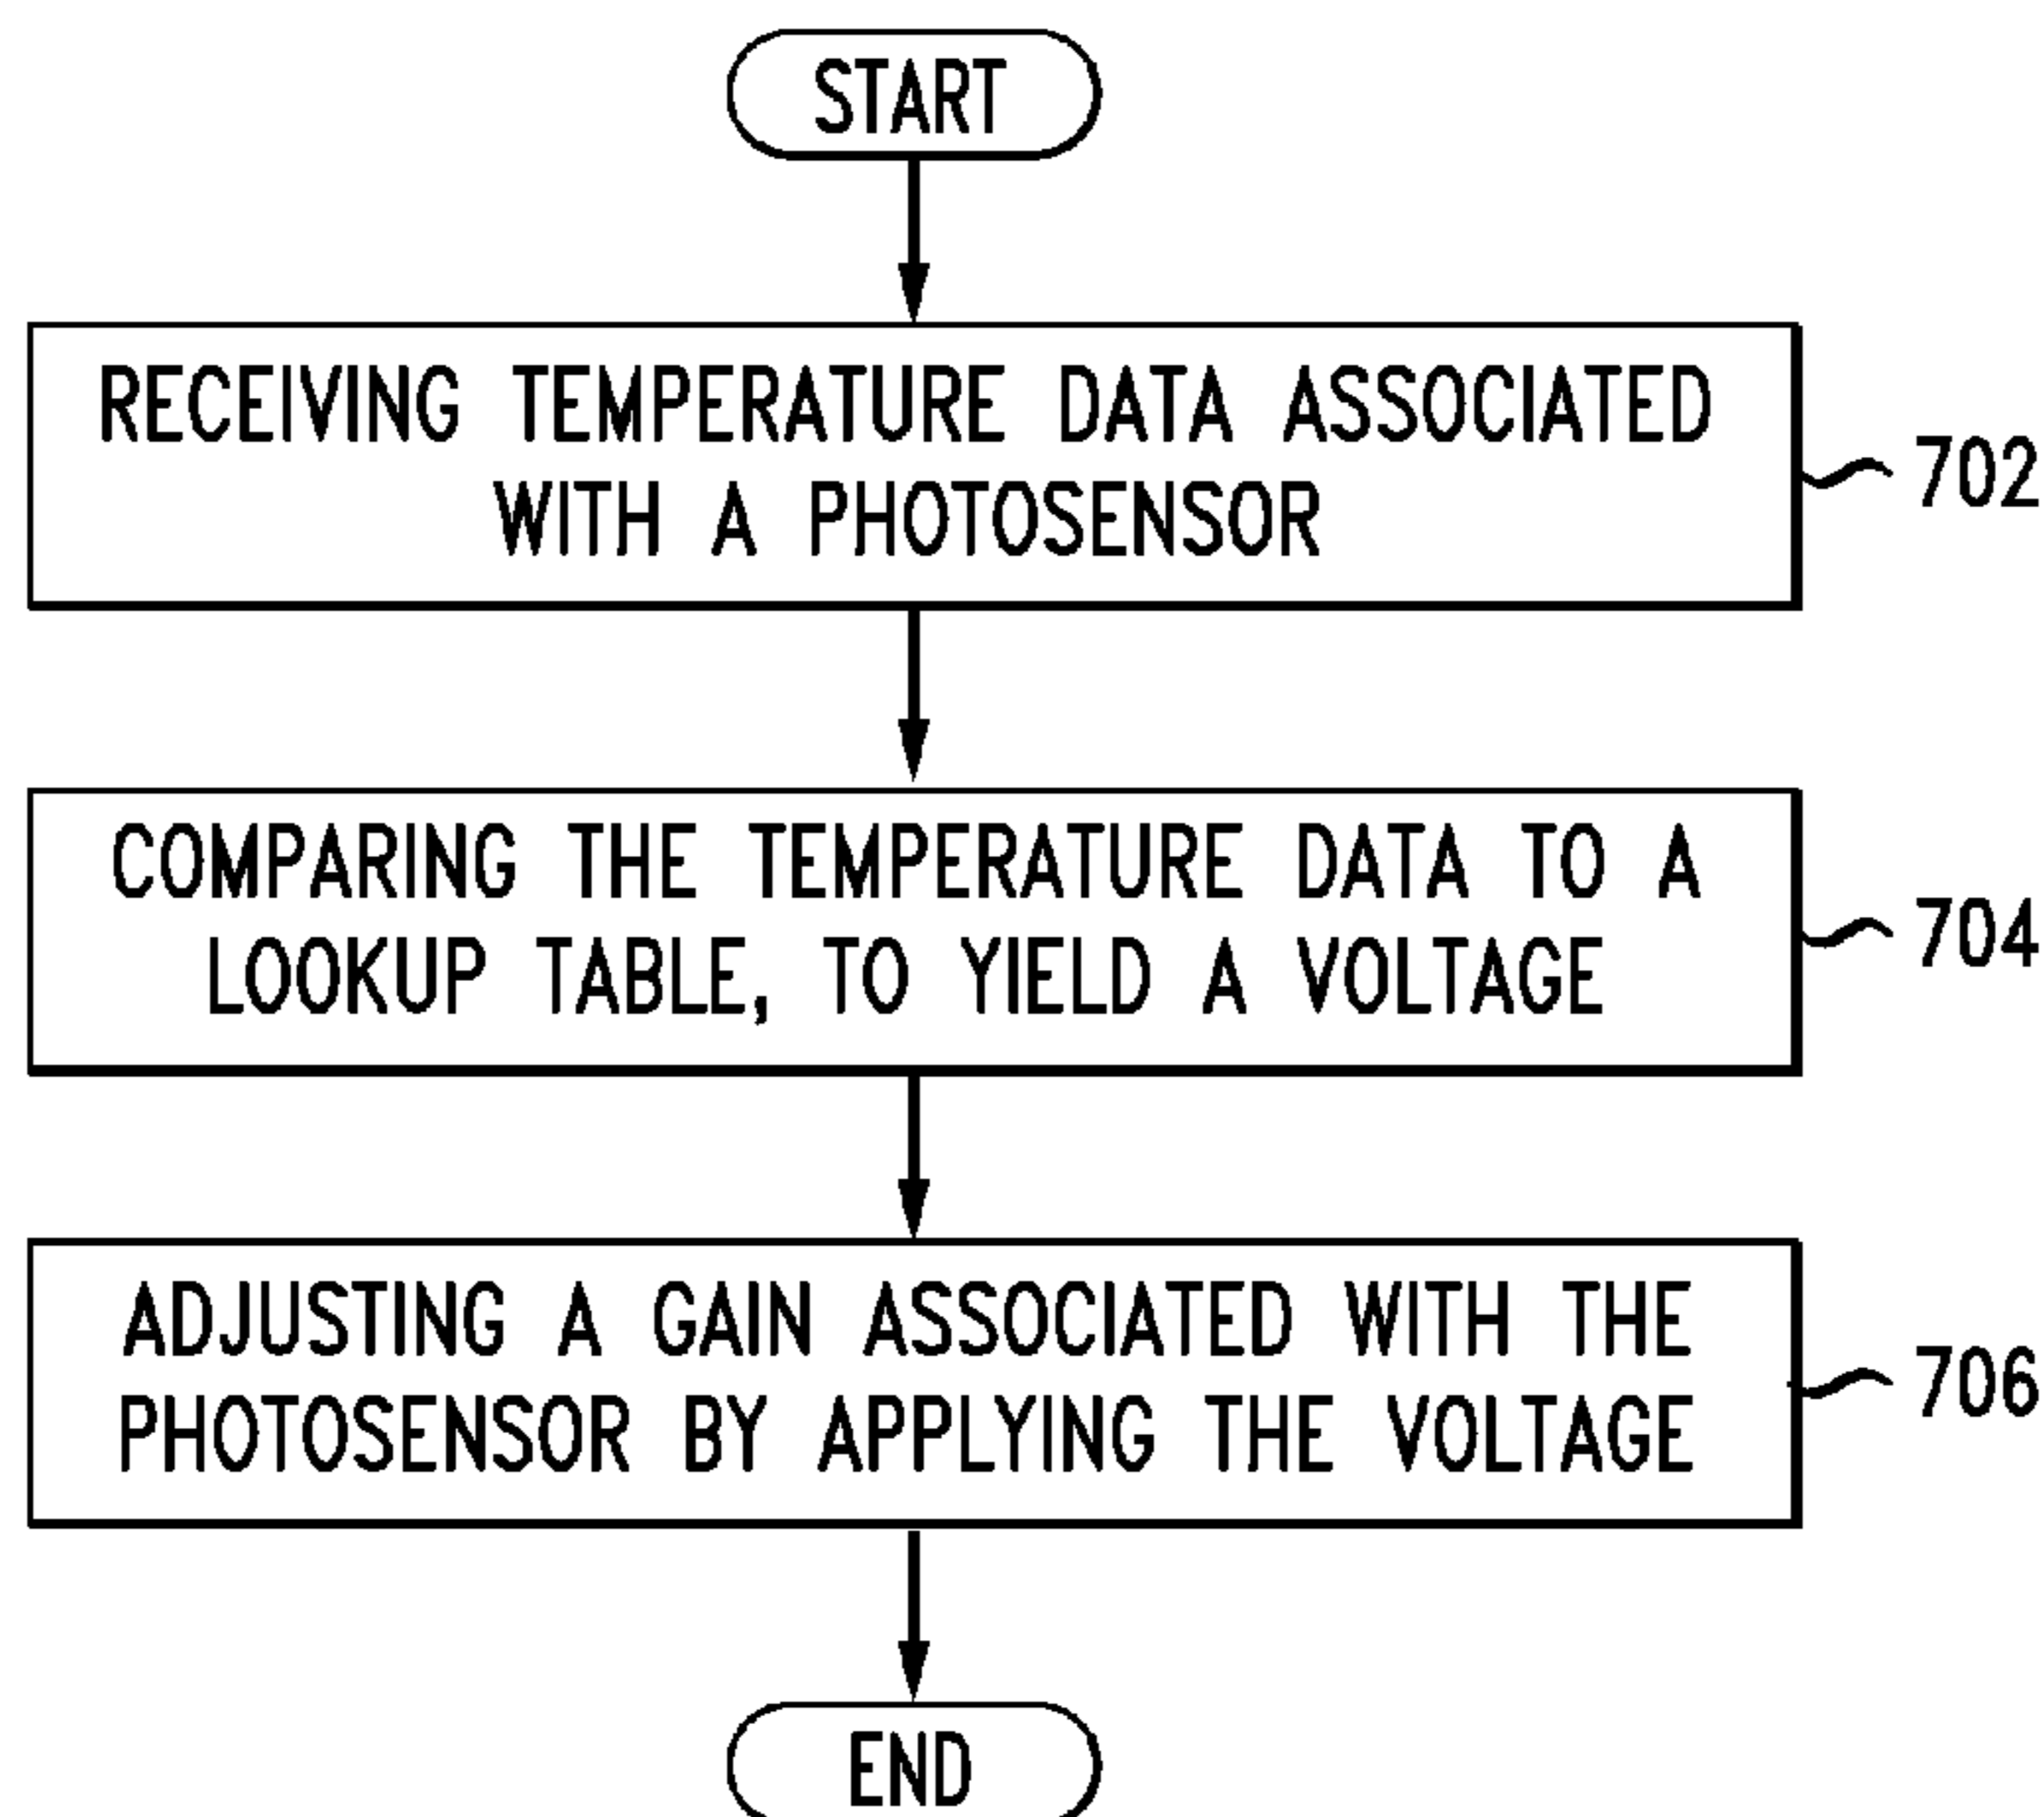 START
RECEIVING TEMPERATURE DATA ASSOCIATED
WITH A PHOTOSENSOR
702
COMPARING THE TEMPERATURE DATA TO A
LOOKUP TABLE, TO YIELD A VOLTAGE
704
ADJUSTING A GAIN ASSOCIATED WITH THE
PHOTOSENSOR BY APPLYING THE VOLTAGE
706
END